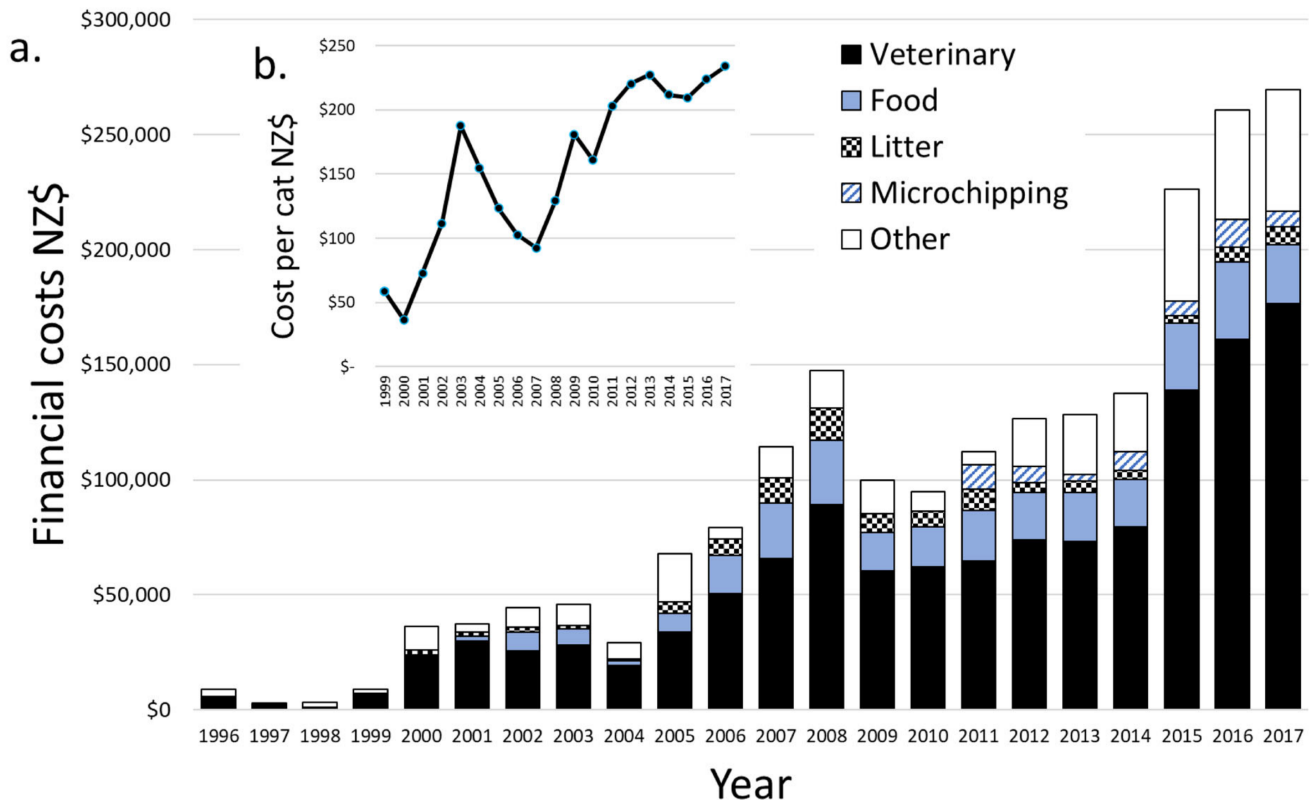 a.
$300,000
$250,000
$200,000
$150,000
$100,000
$50,000
$0
Financial costs NZ$
b.
$250
$200
$150
$100
$50
$-
Cost per cat NZ$
1999 2000 2001 2002 2003 2004 2005 2006 2007 2008 2009 2010 2011 2012 2013 2014 2015 2016 2017
Veterinary
Food
Litter
Microchipping
Other
1996 1997 1998 1999 2000 2001 2002 2003 2004 2005 2006 2007 2008 2009 2010 2011 2012 2013 2014 2015 2016 2017
Year